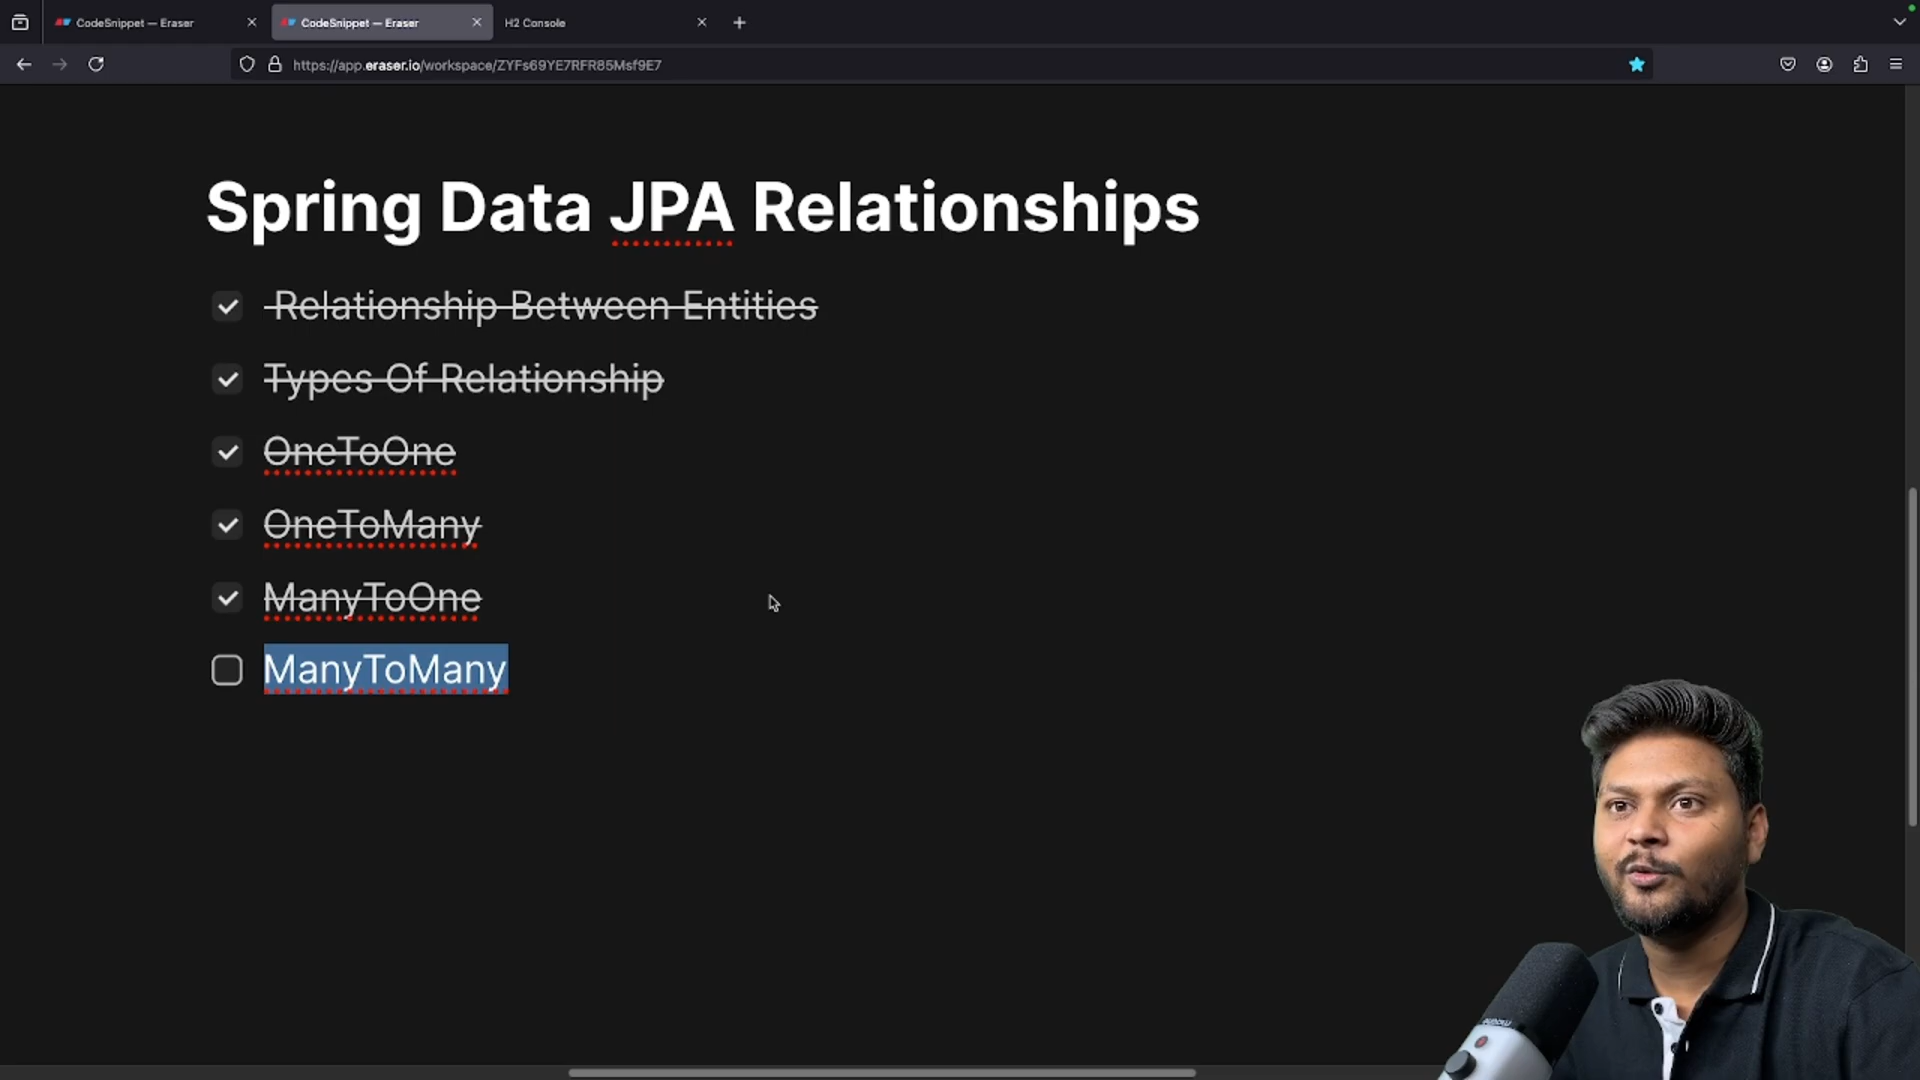 CodeSnippet — Eraser
CodeSnippet — Eraser
H2 Console
https://app.eraser.io/workspace/ZYFs69YE7RFR85Msf9E7
Spring Data JPA Relationships
Relationship Between Entities
Types Of Relationship
OneToOne
OneToMany
ManyToOne
ManyToMany